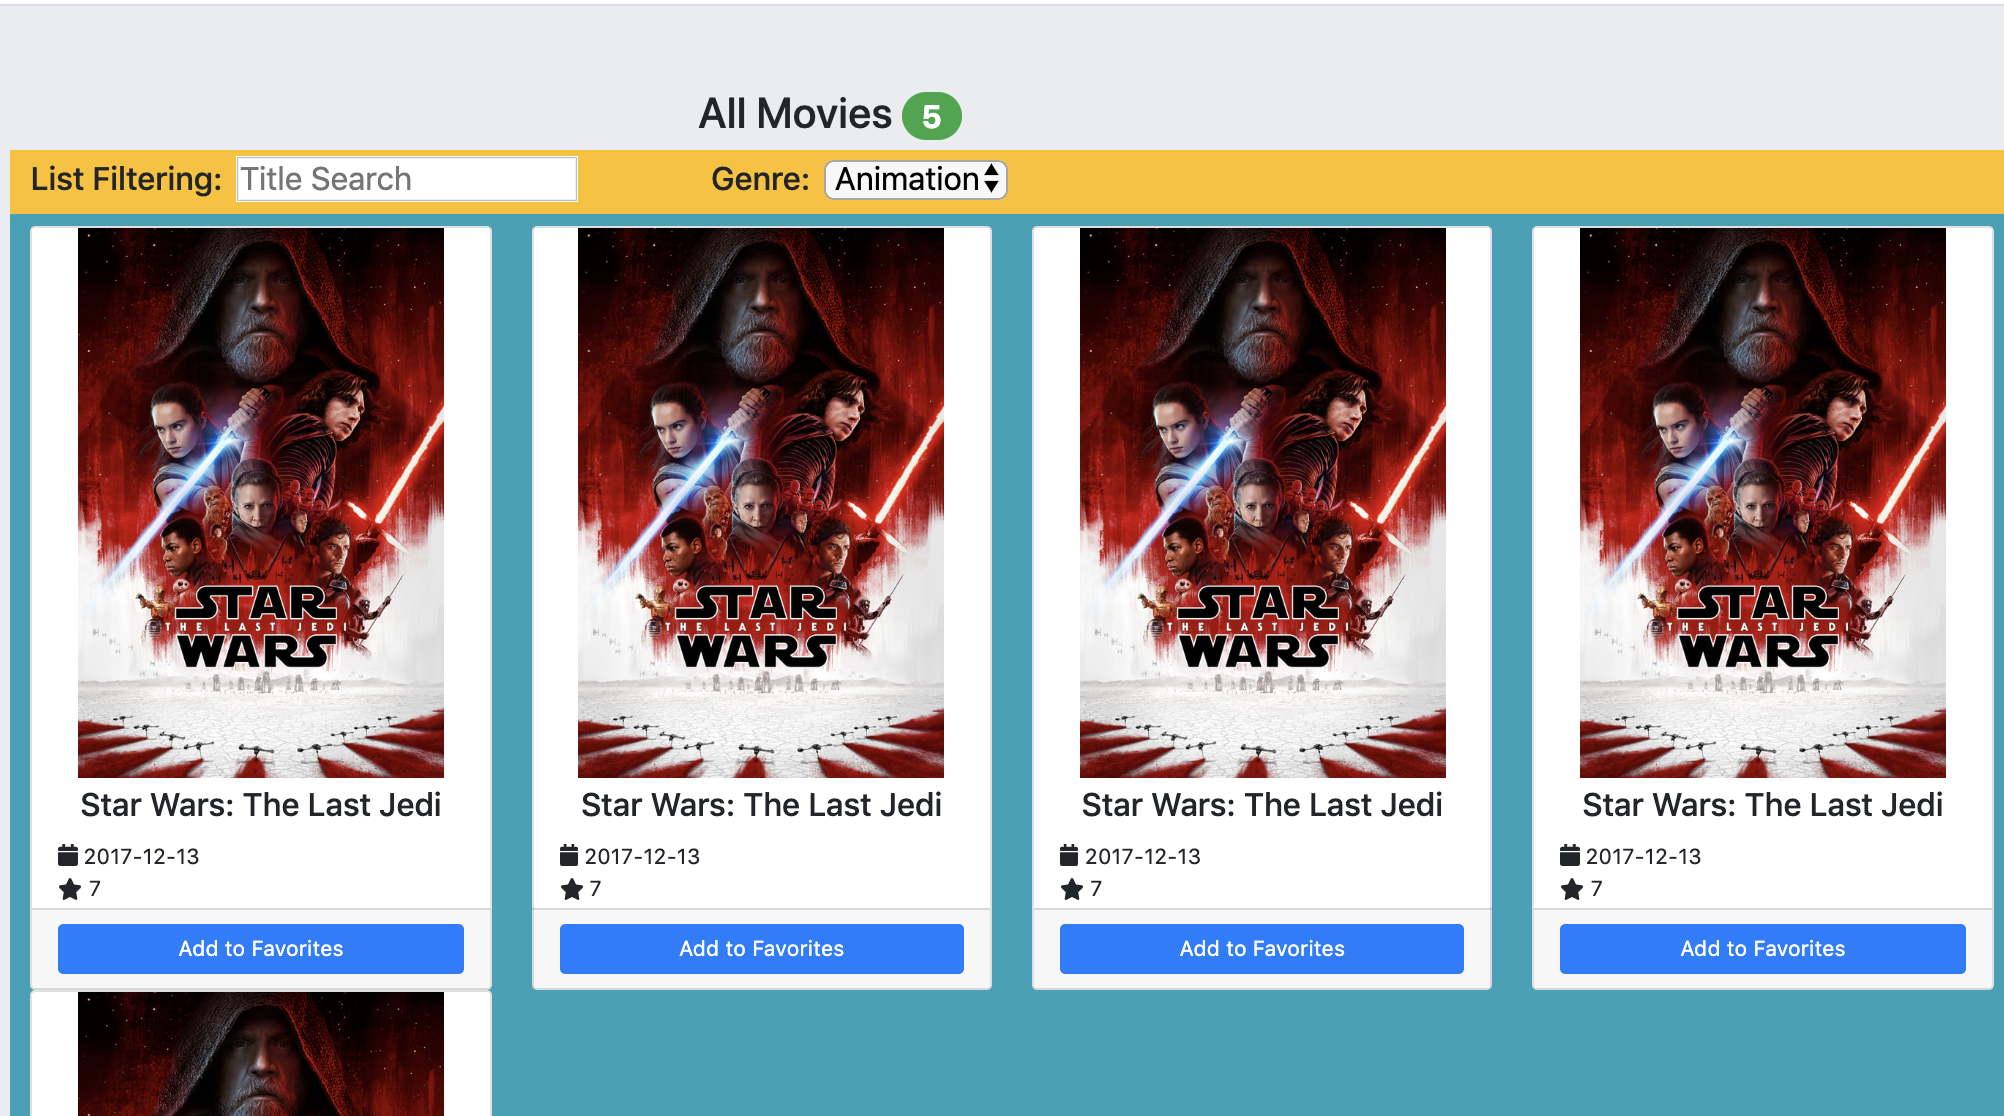 All Movies 5
List Filtering: Title Search Genre: Animation
STAR
THE LAST JEDI
WARS
STAR
THE LAST JEDI
WARS
STAR
THE LAST JEDI
WARS
STAR
THE LAST JEDI
WARS
Star Wars: The Last Jedi
Star Wars: The Last Jedi
Star Wars: The Last Jedi
Star Wars: The Last Jedi
2017-12-13
2017-12-13
2017-12-13
2017-12-13
7
7
7
7
Add to Favorites
Add to Favorites
Add to Favorites
Add to Favorites